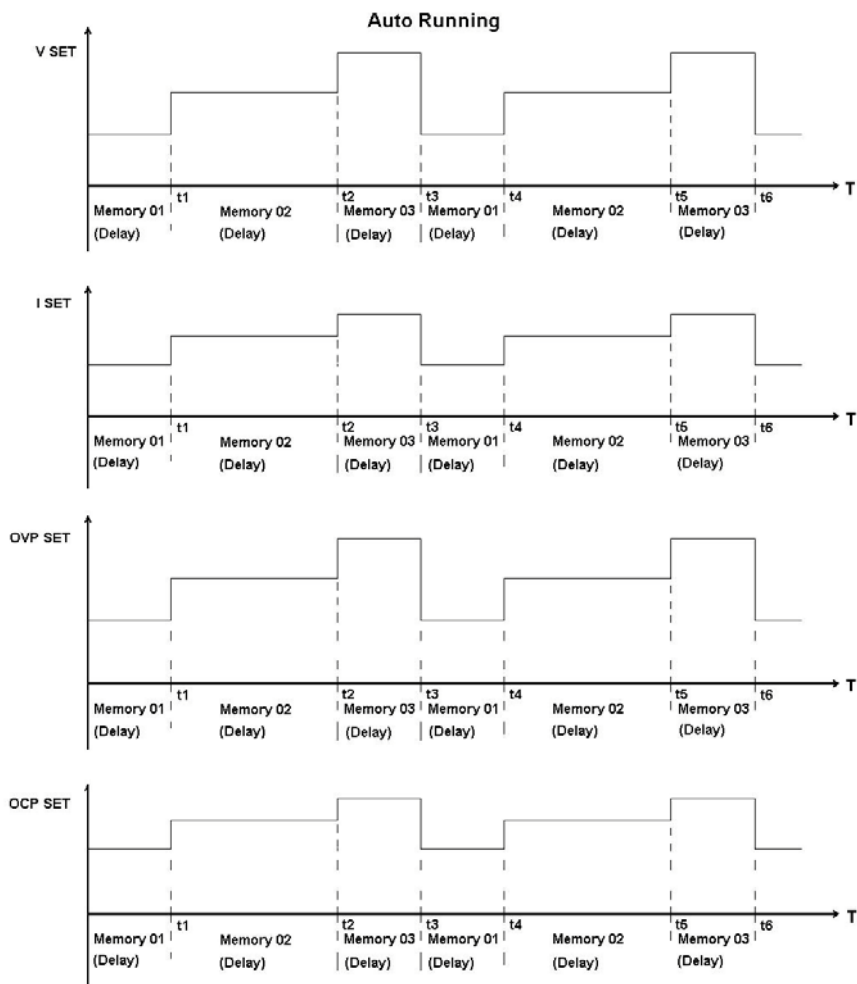 Auto Running
V SET
T
t1 t2 t3 t4 t5 t6
Memory 01 Memory 02 Memory 03 Memory 01 Memory 02 Memory 03
(Delay) (Delay) (Delay) (Delay) (Delay) (Delay)
I SET
T
t1 t2 t3 t4 t5 t6
Memory 01 Memory 02 Memory 03 Memory 01 Memory 02 Memory 03
(Delay) (Delay) (Delay) (Delay) (Delay) (Delay)
OVP SET
T
t1 t2 t3 t4 t5 t6
Memory 01 Memory 02 Memory 03 Memory 01 Memory 02 Memory 03
(Delay) (Delay) (Delay) (Delay) (Delay) (Delay)
OCP SET
T
t1 t2 t3 t4 t5 t6
Memory 01 Memory 02 Memory 03 Memory 01 Memory 02 Memory 03
(Delay) (Delay) (Delay) (Delay) (Delay) (Delay)